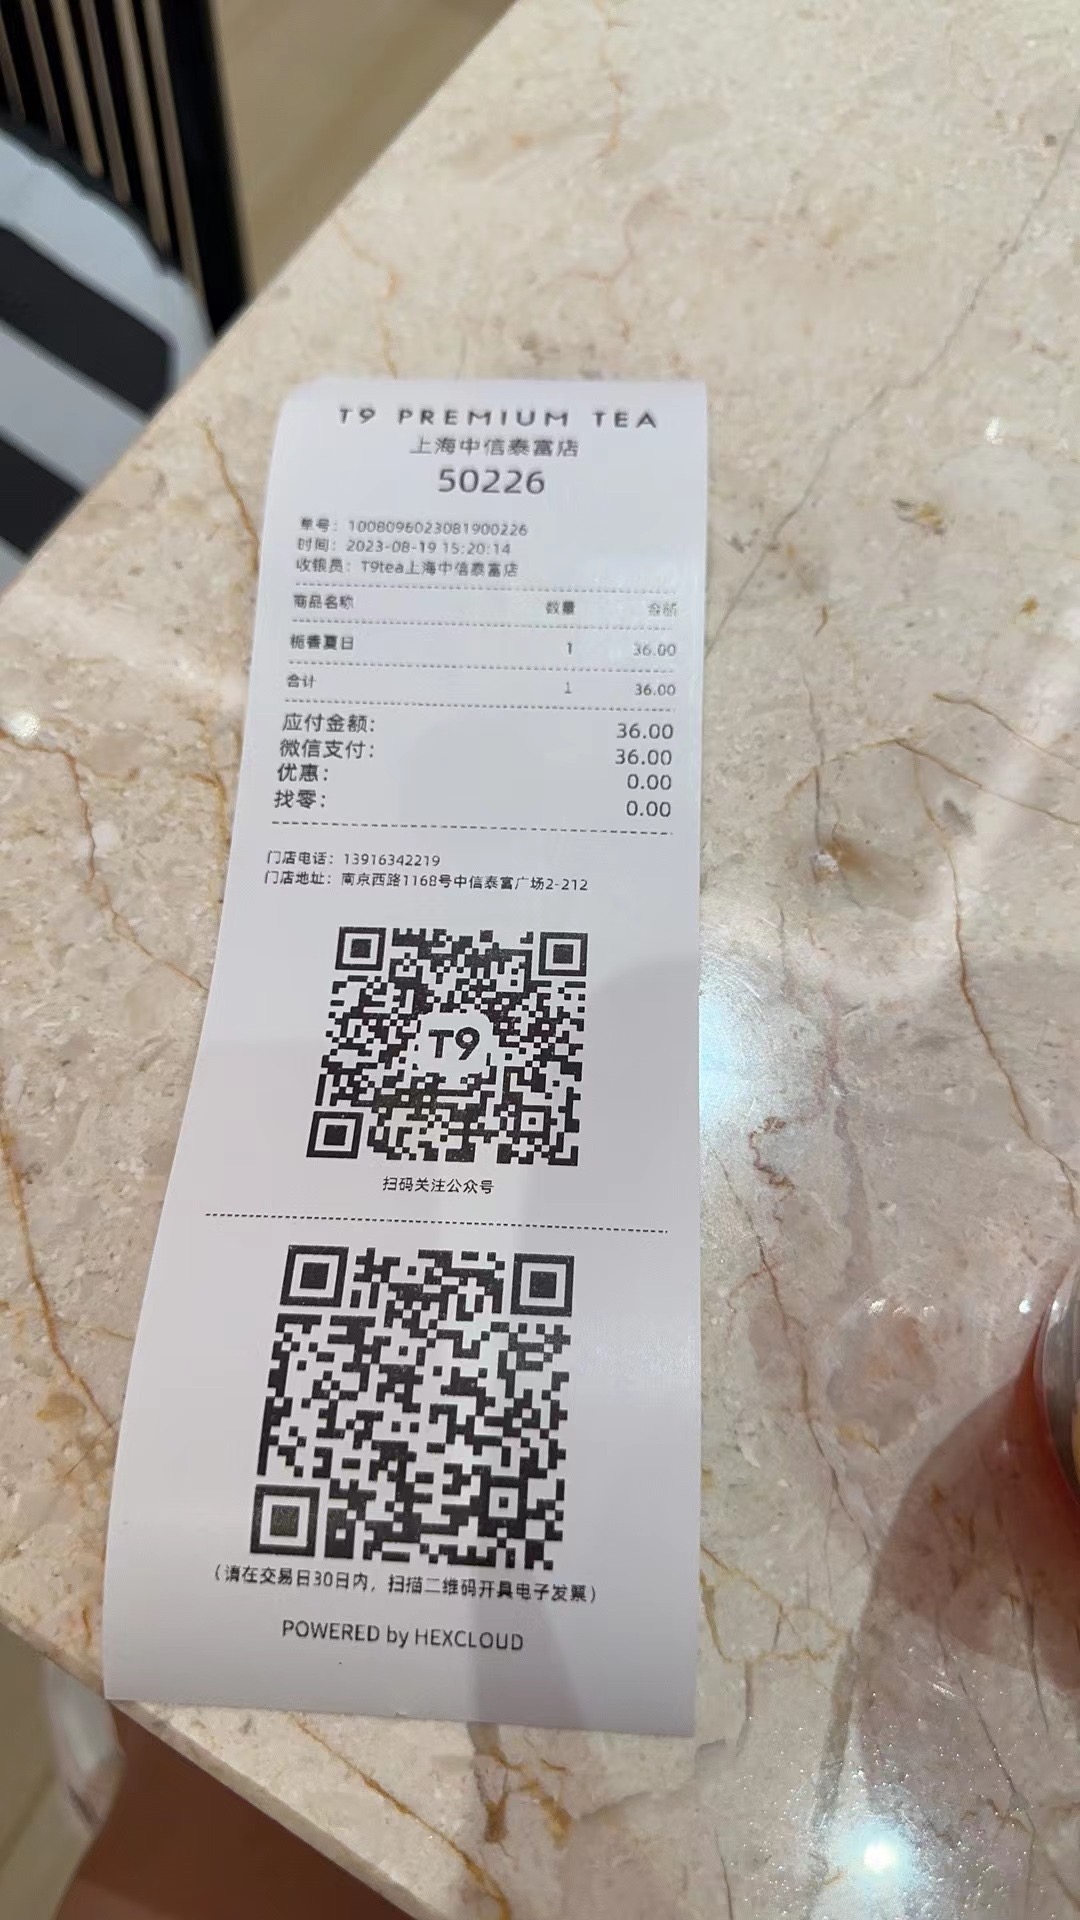 T9 PREMIUM TEA
上海中信泰富店
50226
单号：1008096023081900226
时间：2023-08-19 15:20:14
收银员：T9tea上海中信泰富店
商品名称 数量 金额
栀香夏日 1 36.00
合计 1 36.00
应付金额： 36.00
微信支付： 36.00
优惠： 0.00
找零： 0.00
门店电话：13916342219
门店地址：南京西路1168号中信泰富广场2-212
T9
扫码关注公众号
（请在交易日30日内，扫描二维码开具电子发票）
POWERED by HEXCLOUD